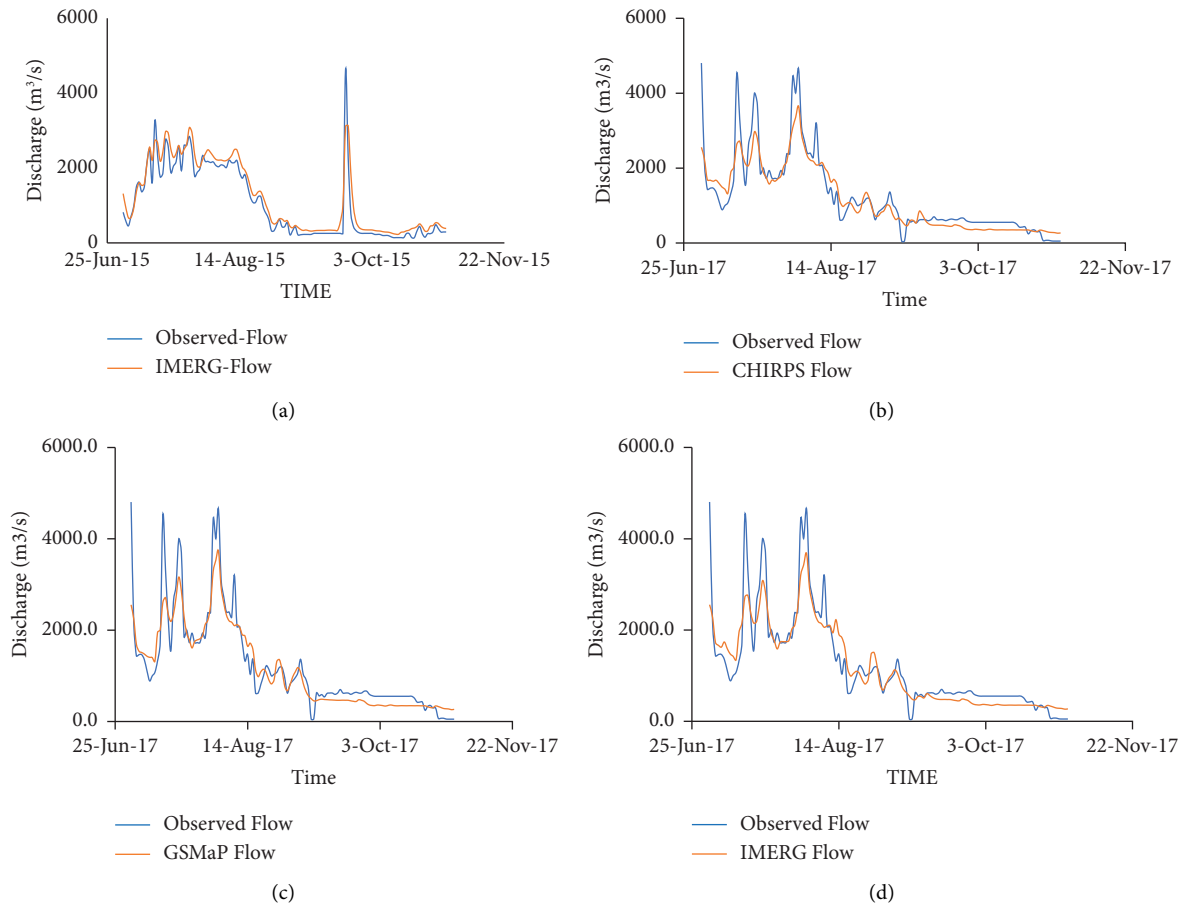 6000
4000
2000
0
Discharge (m³/s)
25-Jun-15
14-Aug-15
3-Oct-15
22-Nov-15
TIME
Observed-Flow
IMERG-Flow
(a)
6000
4000
2000
0
Discharge (m3/s)
25-Jun-17
14-Aug-17
3-Oct-17
22-Nov-17
Time
Observed Flow
CHIRPS Flow
(b)
6000.0
4000.0
2000.0
0.0
Discharge (m3/s)
25-Jun-17
14-Aug-17
3-Oct-17
22-Nov-17
Time
Observed Flow
GSMaP Flow
(c)
6000.0
4000.0
2000.0
0.0
Discharge (m3/s)
25-Jun-17
14-Aug-17
3-Oct-17
22-Nov-17
TIME
Observed Flow
IMERG Flow
(d)